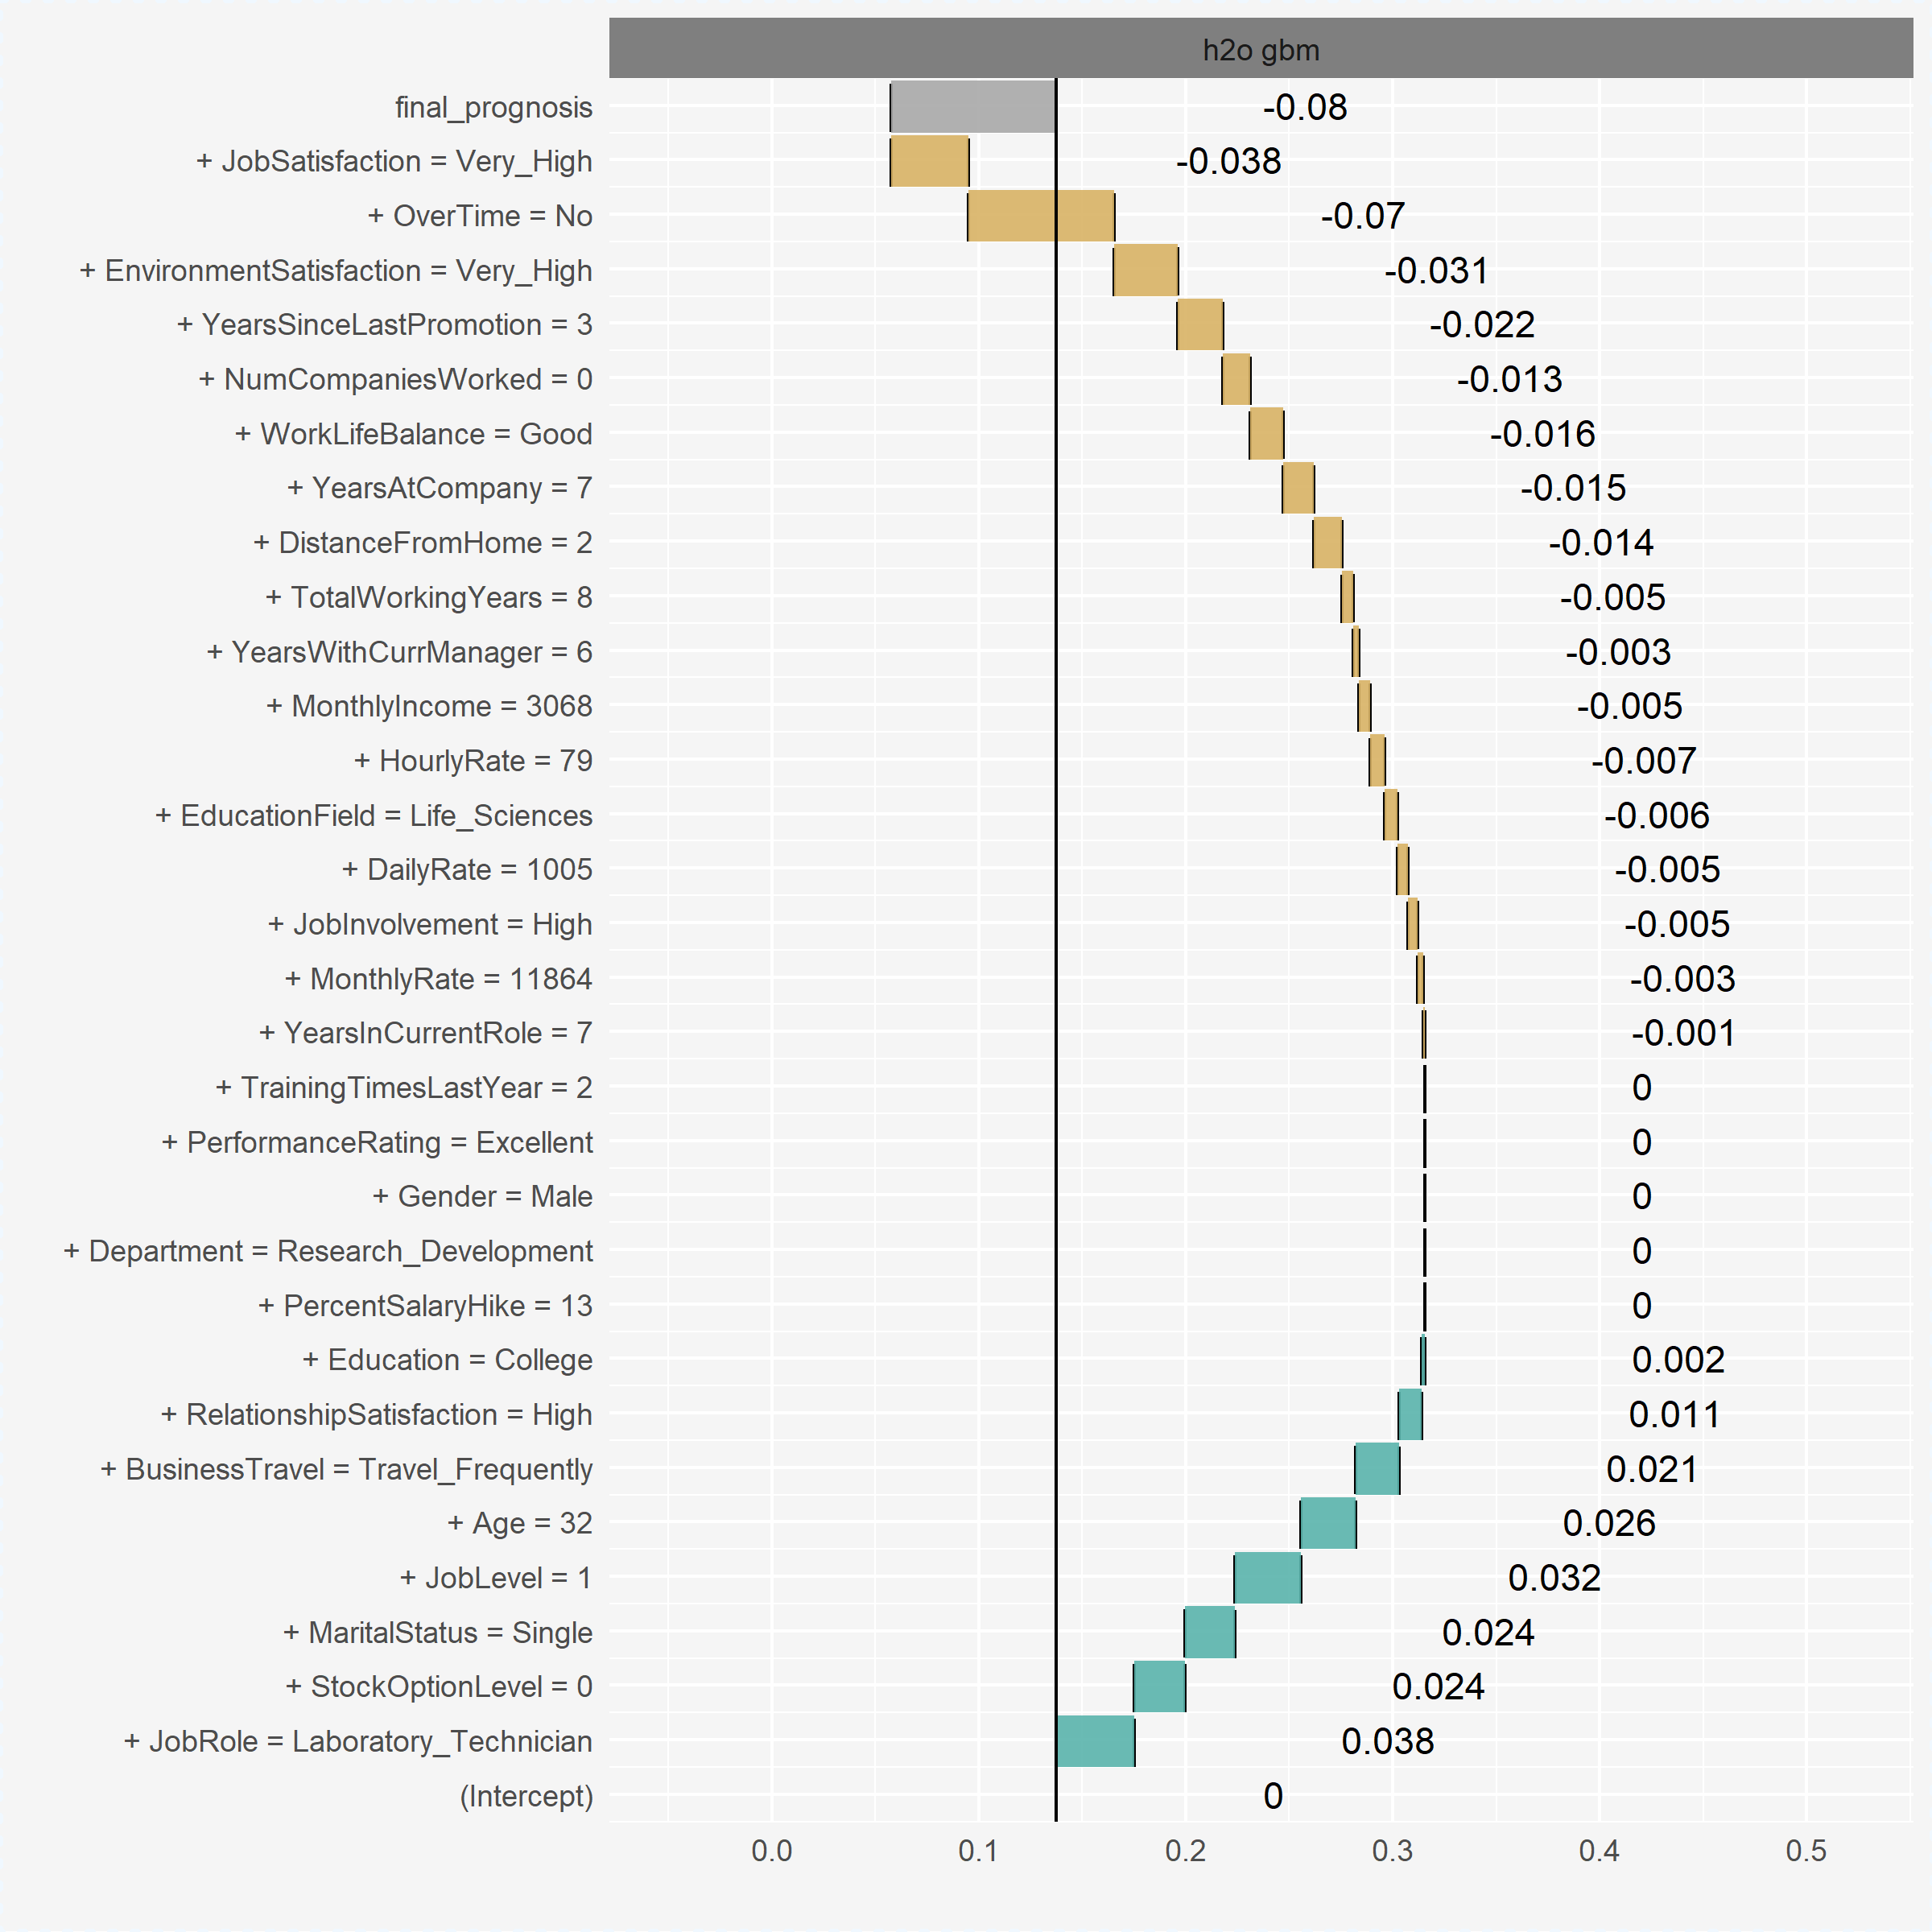 h2o gbm
final_prognosis -0.08
+ JobSatisfaction = Very_High -0.038
+ OverTime = No -0.07
+ EnvironmentSatisfaction = Very_High -0.031
+ YearsSinceLastPromotion = 3 -0.022
+ NumCompaniesWorked = 0 -0.013
+ WorkLifeBalance = Good -0.016
+ YearsAtCompany = 7 -0.015
+ DistanceFromHome = 2 -0.014
+ TotalWorkingYears = 8 -0.005
+ YearsWithCurrManager = 6 -0.003
+ MonthlyIncome = 3068 -0.005
+ HourlyRate = 79 -0.007
+ EducationField = Life_Sciences -0.006
+ DailyRate = 1005 -0.005
+ JobInvolvement = High -0.005
+ MonthlyRate = 11864 -0.003
+ YearsInCurrentRole = 7 -0.001
+ TrainingTimesLastYear = 2 0
+ PerformanceRating = Excellent 0
+ Gender = Male 0
+ Department = Research_Development 0
+ PercentSalaryHike = 13 0
+ Education = College 0.002
+ RelationshipSatisfaction = High 0.011
+ BusinessTravel = Travel_Frequently 0.021
+ Age = 32 0.026
+ JobLevel = 1 0.032
+ MaritalStatus = Single 0.024
+ StockOptionLevel = 0 0.024
+ JobRole = Laboratory_Technician 0.038
(Intercept) 0
0.0 0.1 0.2 0.3 0.4 0.5